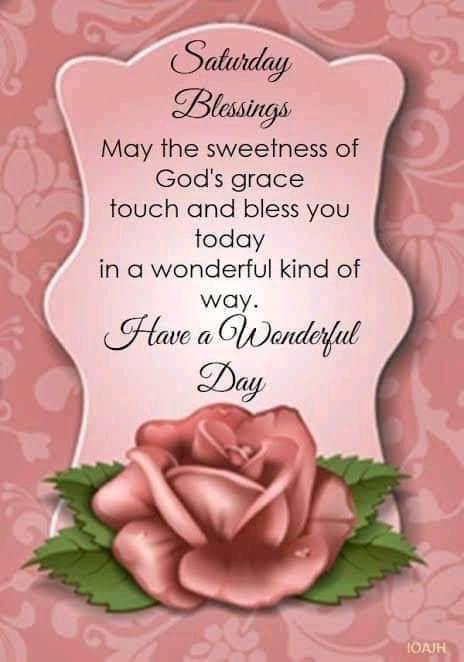 Saturday
Blessings
May the sweetness of
God's grace
touch and bless you
today
in a wonderful kind of
way.
Have a Wonderful
Day
IOAJH